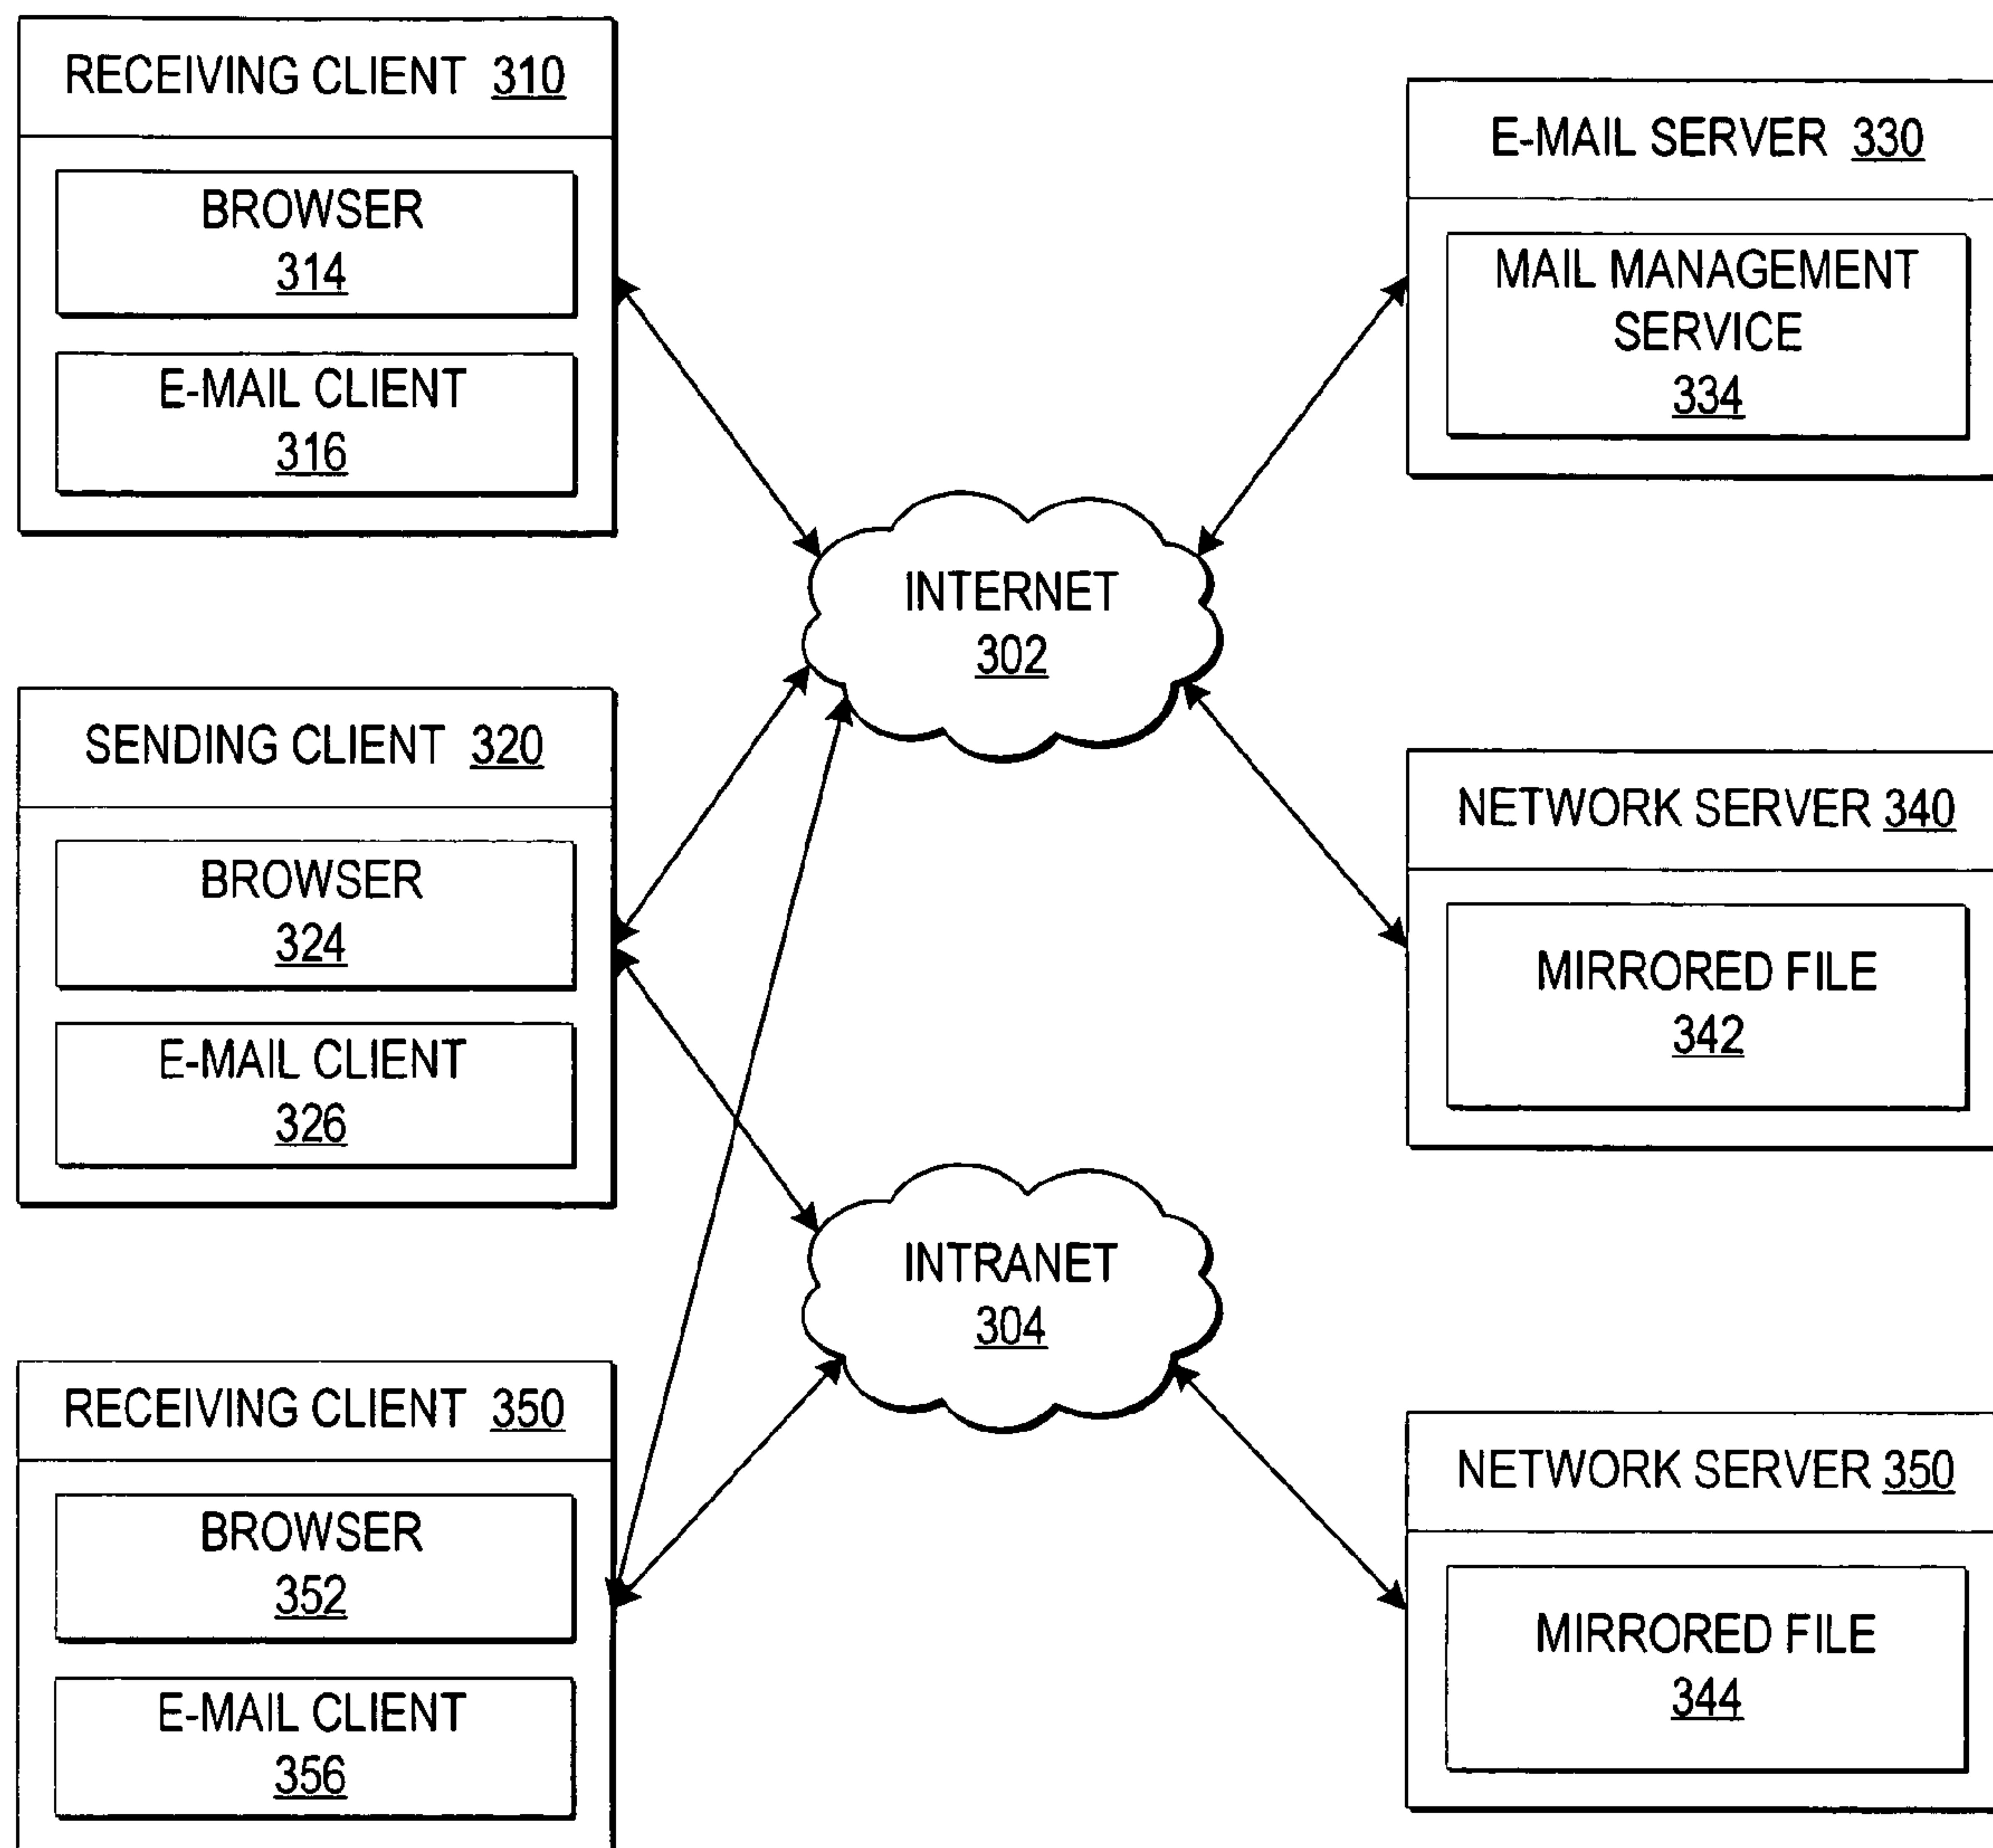 RECEIVING CLIENT 310
BROWSER
314
E-MAIL CLIENT
316
SENDING CLIENT 320
BROWSER
324
E-MAIL CLIENT
326
RECEIVING CLIENT 350
BROWSER
352
E-MAIL CLIENT
356
INTERNET
302
INTRANET
304
E-MAIL SERVER 330
MAIL MANAGEMENT
SERVICE
334
NETWORK SERVER 340
MIRRORED FILE
342
NETWORK SERVER 350
MIRRORED FILE
344